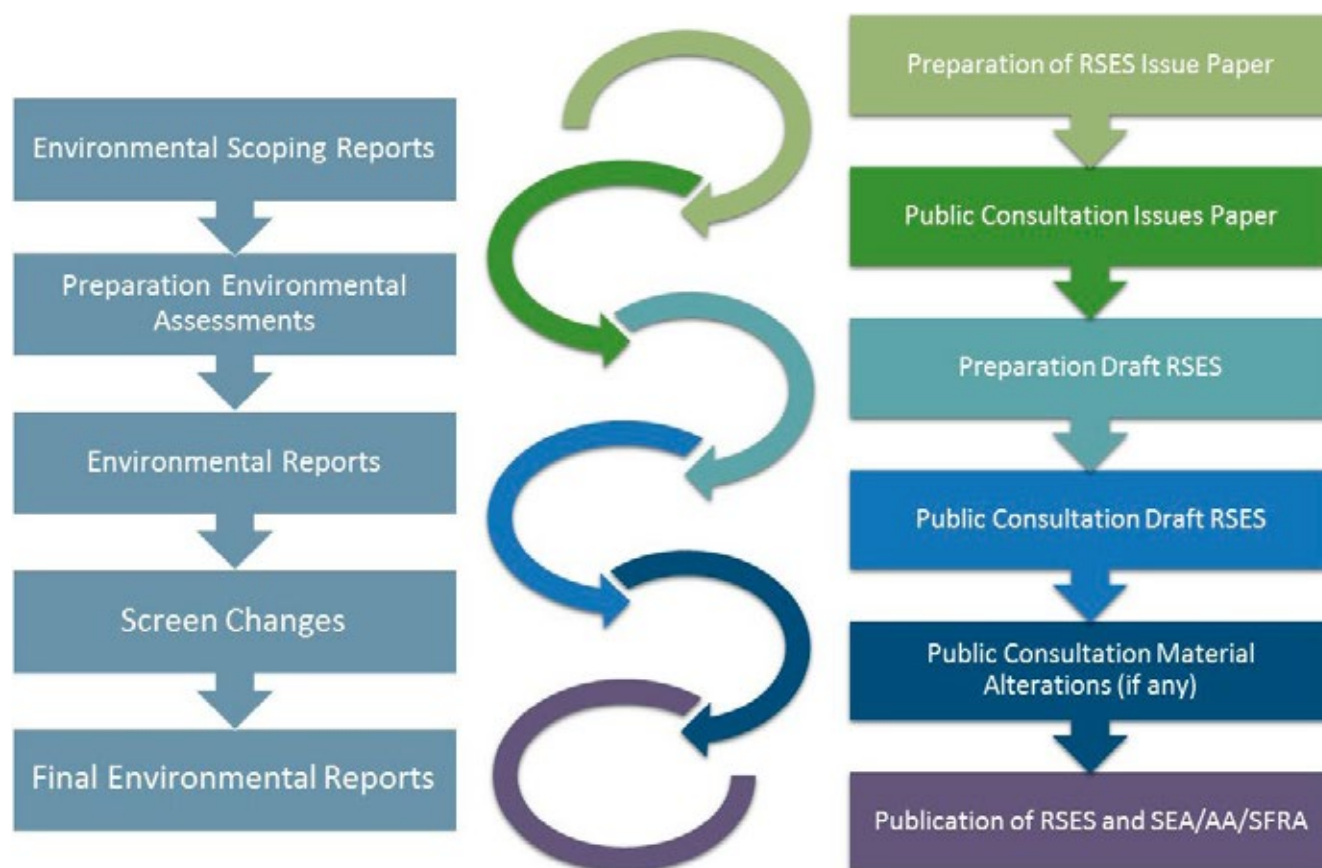 Environmental Scoping Reports
Preparation Environmental
Assessments
Environmental Reports
Screen Changes
Final Environmental Reports
Preparation of RSES Issue Paper
Public Consultation Issues Paper
Preparation Draft RSES
Public Consultation Draft RSES
Public Consultation Material
Alterations (if any)
Publication of RSES and SEA/AA/SFRA